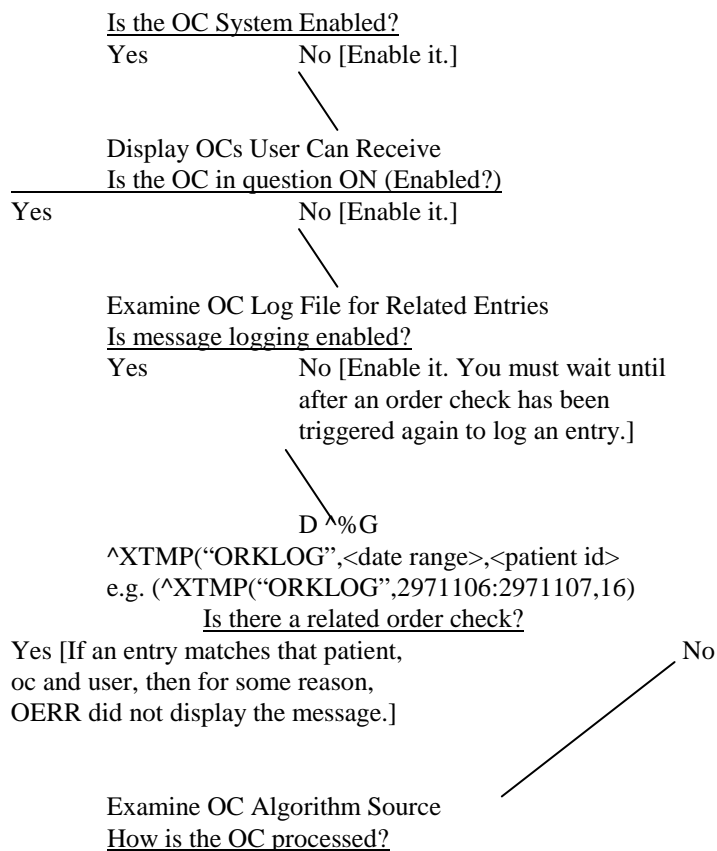 Is the OC System Enabled?
Yes No [Enable it.]
Display OCs User Can Receive
Is the OC in question ON (Enabled?)
Yes No [Enable it.]
Examine OC Log File for Related Entries
Is message logging enabled?
Yes No [Enable it. You must wait until
after an order check has been
triggered again to log an entry.]
D ^%G
^XTMP(“ORKLOG”,<date range>,<patient id>
e.g. (^XTMP(“ORKLOG”,2971106:2971107,16)
Is there a related order check?
Yes [If an entry matches that patient, No
oc and user, then for some reason,
OERR did not display the message.]
Examine OC Algorithm Source
How is the OC processed?